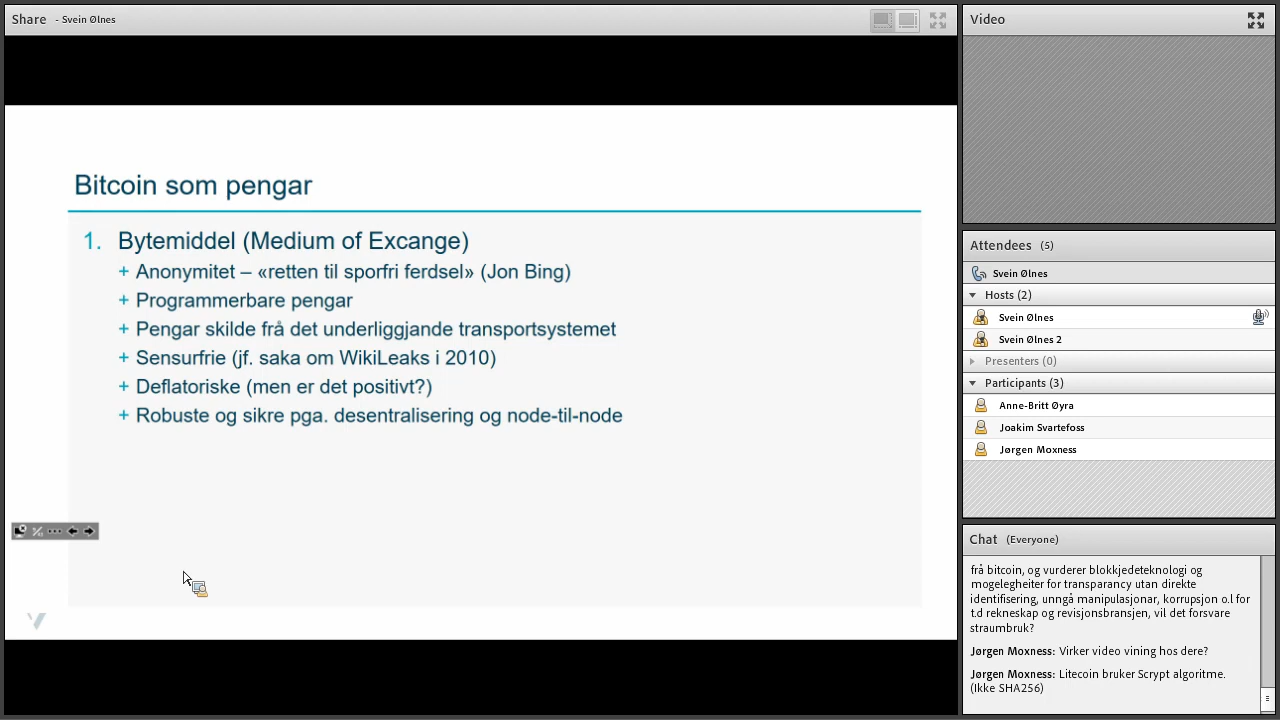 Share - Svein Ølnes
Bitcoin som pengar
1. Bytemiddel (Medium of Excange)
+ Anonymitet – «retten til sporfri ferdsel» (Jon Bing)
+ Programmerbare pengar
+ Pengar skilde frå det underliggjande transportsystemet
+ Sensurfrie (jf. saka om WikiLeaks i 2010)
+ Deflatoriske (men er det positivt?)
+ Robuste og sikre pga. desentralisering og node-til-node
Video
Attendees (5)
Svein Ølnes
Hosts (2)
Svein Ølnes
Svein Ølnes 2
Presenters (0)
Participants (3)
Anne-Britt Øyra
Joakim Svartefoss
Jørgen Moxness
Chat (Everyone)
frå bitcoin, og vurderer blokkjedeteknologi og
mogelegheiter for transparancy utan direkte
identifisering, unngå manipulasjonar, korrupsjon o.l for
t.d rekneskap og revisjonsbransjen, vil det forsvare
straumbruk?
Jørgen Moxness: Virker video vining hos dere?
Jørgen Moxness: Litecoin bruker Scrypt algoritme.
(Ikke SHA256)